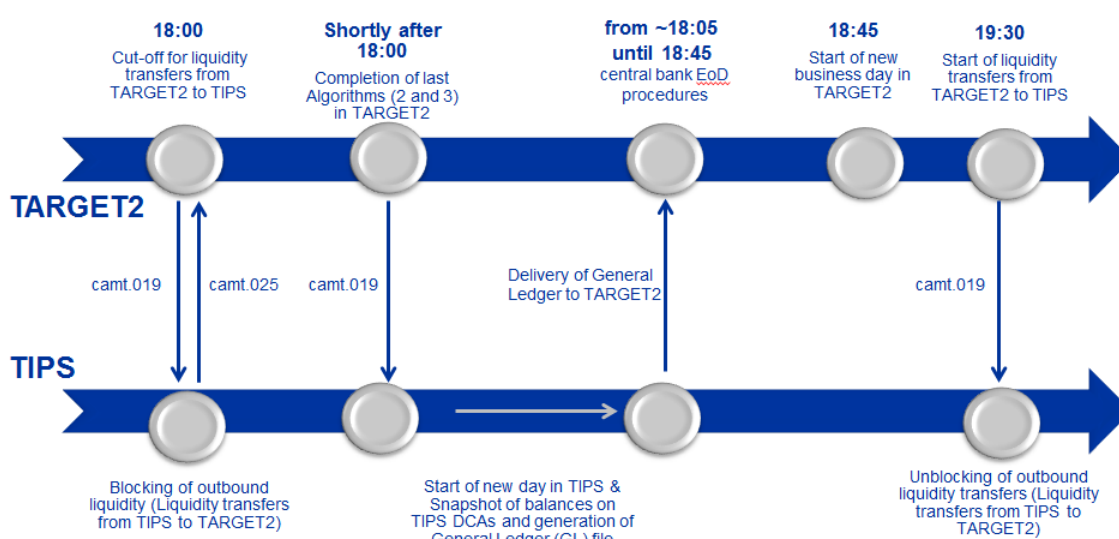 18:00
Cut-off for liquidity
transfers from
TARGET2 to TIPS
Shortly after
18:00
Completion of last
Algorithms (2 and 3)
in TARGET2
from ~18:05
until 18:45
central bank EoD
procedures
18:45
Start of new
business day in
TARGET2
19:30
Start of liquidity
transfers from
TARGET2 to TIPS
TARGET2
camt.019
camt.025
camt.019
Delivery of General
Ledger to TARGET2
camt.019
TIPS
Blocking of outbound
liquidity (Liquidity transfers
from TIPS to TARGET2)
Start of new day in TIPS &
Snapshot of balances on
TIPS DCAs and generation of
General Ledger (GL) file
Unblocking of outbound
liquidity transfers (Liquidity
transfers from TIPS to
TARGET2)